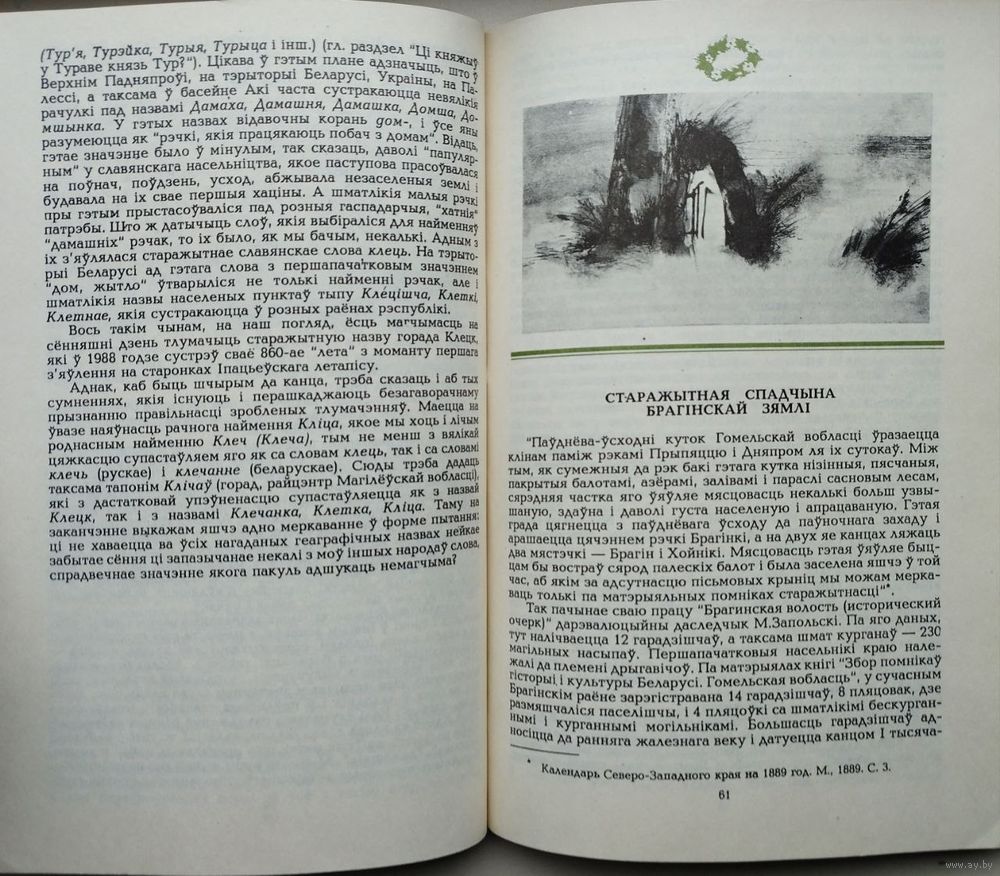 (Тур'я, Турэйка, Турыя, Турыца і інш.) (гл. раздзел "Ці княжыў
у Тураве князь Тур?"). Цікава ў гэтым плане адзначыць, што ў
Верхнім Падняпроўі, на тэрыторыі Беларусі, Украіны, на Па-
лессі, а таксама ў басейне Акі часта сустракаюцца невялікія
рачулкі пад назвамі Дамаха, Дамашня, Дамашка, Домша, До-
мшынка. У гэтых назвах відавочны корань дом-, і ўсе яны
разумеюцца як "рэчкі, якія працякаюць побач з домам". Відаць,
гэтае значэнне было ў мінулым, так сказаць, даволі "папуляр-
ным" у славянскага насельніцтва, якое паступова прасоўвалася
на поўнач, поўдзень, усход, абжывала незаселеныя землі і
будавала на іх свае першыя хаціны. А шматлікія малыя рэчкі
пры гэтым прыстасоўваліся пад розныя гаспадарчыя, "хатнія"
патрэбы. Што ж датычыць слоў, якія выбіраліся для найменняў
"дамашніх" рэчак, то іх было, як мы бачым, некалькі. Адным з
іх з'яўлялася старажытнае славянскае слова клець. На тэрыто-
рыі Беларусі ад гэтага слова з першапачатковым значэннем
"дом, жытло" ўтварыліся не толькі найменні рэчак, але і
шматлікія назвы населеных пунктаў тыпу Клецішча, Клеткі,
Клетнае, якія сустракаюцца ў розных раёнах рэспублікі.
Вось такім чынам, на наш погляд, ёсць магчымасць на
сённяшні дзень тлумачыць старажытную назву горада Клецк,
які ў 1988 годзе сустрэў сваё 860-ае "лета" з моманту першага
з'яўлення на старонках Іпацьеўскага летапісу.
Аднак, каб быць шчырым да канца, трэба сказаць і аб тых
сумненнях, якія існуюць і перашкаджаюць безагаворачнаму
прызнанню правільнасці зробленых тлумачэнняў. Маецца на
ўвазе наяўнасць рачнога наймення Кліца, якое мы хоць і лічым
роднасным найменню Клеч (Клеча), тым не менш з вялікай
цяжкасцю супастаўляем яго як са словам клець, так і са словамі
клечь (рускае) і клечанне (беларускае). Сюды трэба дадаць
таксама тапонім Клічаў (горад, райцэнтр Магілёўскай вобласці),
які з дастатковай упэўненасцю супастаўляецца як з назвай
Клецк, так і з назвамі Клечанка, Клетка, Кліца. Таму на
заканчэнне выкажам яшчэ адно меркаванне ў форме пытання:
ці не хаваецца ва ўсіх нагаданых геаграфічных назвах нейкае
забытае сёння ці запазычанае некалі з моў іншых народаў слова,
спрадвечнае значэнне якога пакуль адшукаць немагчыма?
СТАРАЖЫТНАЯ СПАДЧЫНА
БРАГІНСКАЙ ЗЯМЛІ
"Паўднёва-ўсходні куток Гомельскай вобласці ўразаецца
клінам паміж рэкамі Прыпяццю і Дняпром ля іх сутокаў. Між
тым, як сумежныя да рэк бакі гэтага кутка нізінныя, пясчаныя,
пакрытыя балотамі, азёрамі, залівамі і параслі сасновым лесам,
сярэдняя частка яго ўяўляе мясцовасць некалькі больш узвы-
шаную, здаўна і даволі густа населеную і апрацаваную. Гэтая
града цягнецца з паўднёвага ўсходу да паўночнага захаду і
арашаецца цячэннем рэчкі Брагінкі, а на двух яе канцах ляжаць
два мястэчкі — Брагін і Хойнікі. Мясцовасць гэтая ўяўляе быц-
цам бы востраў сярод палескіх балот і была заселена яшчэ ў той
час, аб якім за адсутнасцю пісьмовых крыніц мы можам мерка-
ваць толькі па матэрыяльных помніках старажытнасці"*.
Так пачынае сваю працу "Брагинская волость (исторический
очерк)" дарэвалюцыйны даследчык М.Запольскі. Па яго даных,
тут налічваецца 12 гарадзішчаў, а таксама шмат курганаў — 230
магільных насыпаў. Першапачатковыя насельнікі краю нале-
жалі да племені дрыгавічоў. Па матэрыялах кнігі "Збор помнікаў
гісторыі і культуры Беларусі. Гомельская вобласць", у сучасным
Брагінскім раёне зарэгістравана 14 гарадзішчаў, 8 пляцовак, дзе
размяшчаліся паселішчы, і 4 пляцоўкі са шматлікімі бескурган-
нымі і курганнымі могільнікамі. Большасць гарадзішчаў ад-
носіцца да ранняга жалезнага веку і датуецца канцом І тысяча-
* Календарь Северо-Западного края на 1889 год. М., 1889. С. 3.
61
www.ay.by